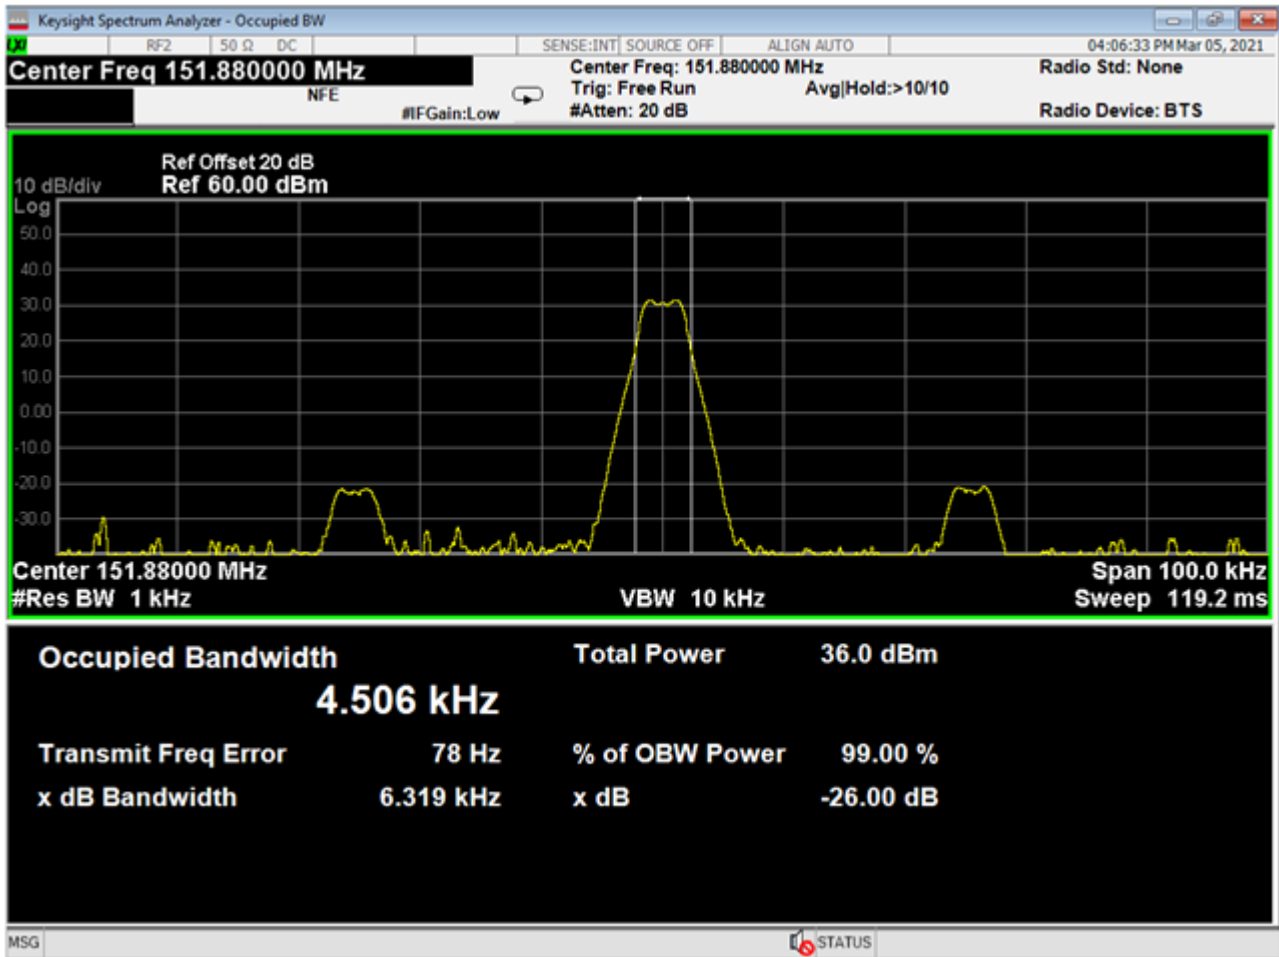 Keysight Spectrum Analyzer - Occupied BW
LXI RF2 50 Ω DC SENSE:INT SOURCE OFF ALIGN AUTO 04:06:33 PM Mar 05, 2021
Center Freq 151.880000 MHz Center Freq: 151.880000 MHz Radio Std: None
NFE Trig: Free Run Avg|Hold:>10/10
#IFGain:Low #Atten: 20 dB Radio Device: BTS
Ref Offset 20 dB
10 dB/div Ref 60.00 dBm
Log
50.0
40.0
30.0
20.0
10.0
0.00
-10.0
-20.0
-30.0
Center 151.88000 MHz Span 100.0 kHz
#Res BW 1 kHz VBW 10 kHz Sweep 119.2 ms
Occupied Bandwidth Total Power 36.0 dBm
4.506 kHz
Transmit Freq Error 78 Hz % of OBW Power 99.00 %
x dB Bandwidth 6.319 kHz x dB -26.00 dB
MSG STATUS